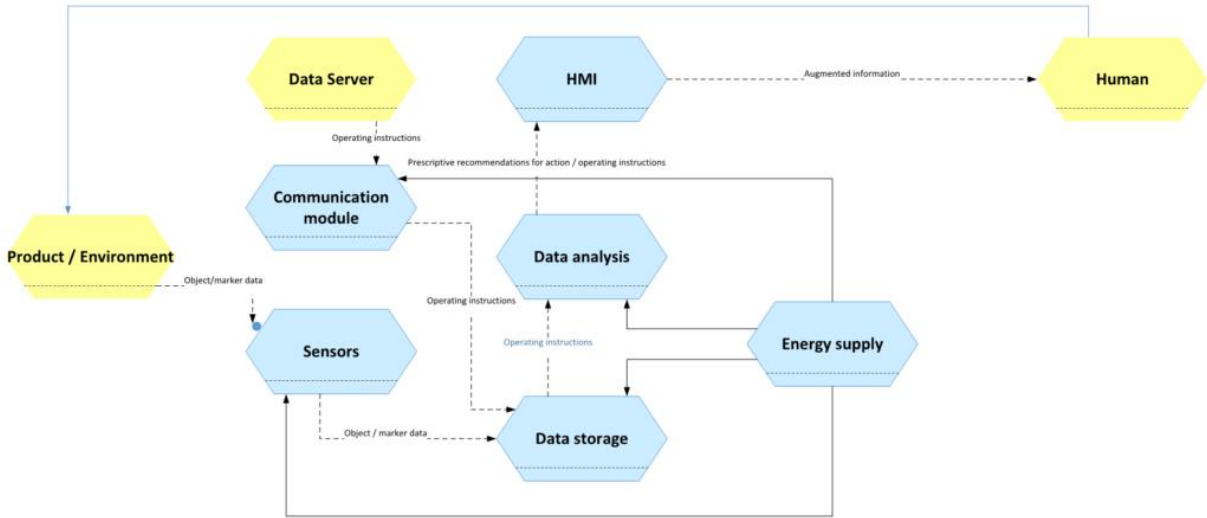 Data Server
HMI
Augmented information
Human
Operating instructions
Prescriptive recommendations for action / operating instructions
Communication
module
Product / Environment
Data analysis
Object/marker data
Operating instructions
Operating instructions
Sensors
Energy supply
Object / marker data
Data storage